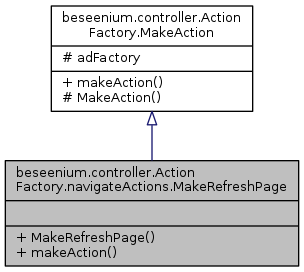 beseenium.controller.Action
Factory.MakeAction
# adFactory
+ makeAction()
# MakeAction()
beseenium.controller.Action
Factory.navigateActions.MakeRefreshPage
+ MakeRefreshPage()
+ makeAction()